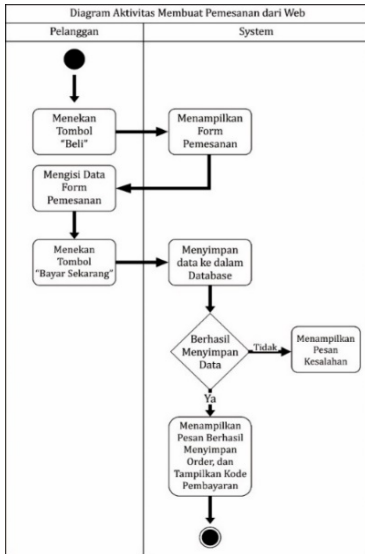 Diagram Aktivitas Membuat Pemesanan dari Web
Pelanggan
System
Menekan
Tombol
"Beli"
Menampilkan
Form
Pemesanan
Mengisi Data
Form
Pemesanan
Menekan
Tombol
"Bayar Sekarang"
Menyimpan
data ke dalam
Database
Berhasil
Menyimpan
Data
Tidak
Menampilkan
Pesan
Kesalahan
Ya
Menampilkan
Pesan Berhasil
Menyimpan
Order, dan
Tampilkan Kode
Pembayaran